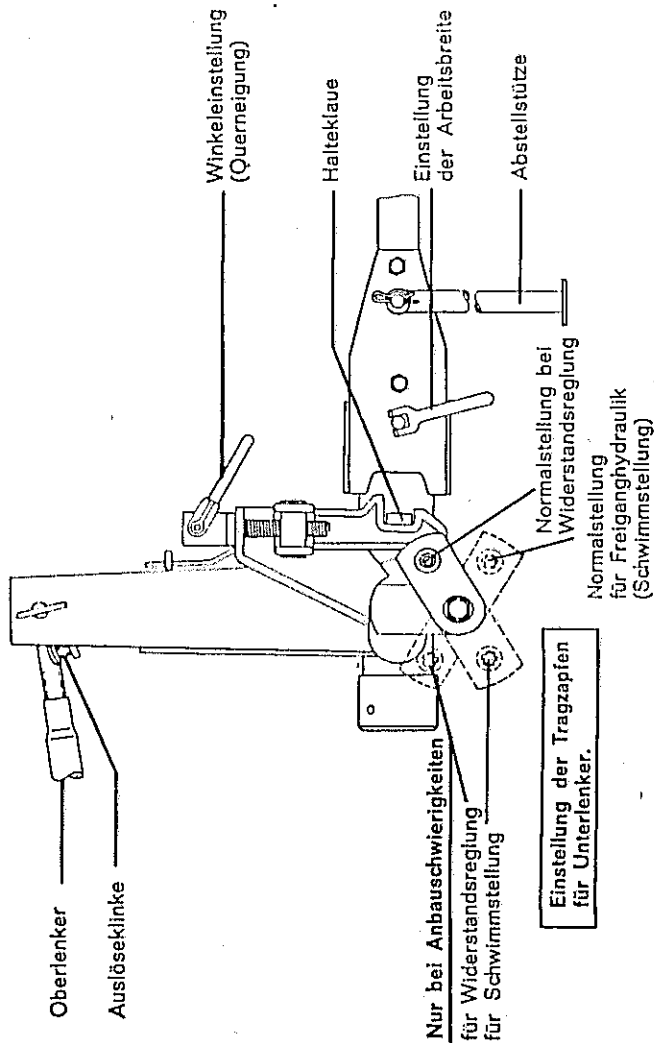 Oberlenker
Auslöseklinke
Winkeleinstellung
(Querneigung)
Halteklaue
Einstellung
der Arbeitsbreite
Abstellstütze
Nur bei Anbauschwierigkeiten
für Widerstandsreglung
für Schwimmstellung
Normalstellung bei
Widerstandsreglung
Normalstellung
für Freiganghydraulik
(Schwimmstellung)
Einstellung der Tragzapfen
für Unterlenker.